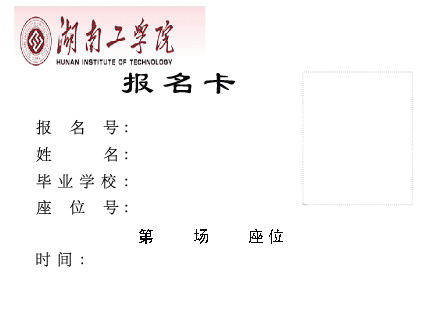 湖南工学院
HUNAN INSTITUTE OF TECHNOLOGY
报名卡
报 名 号：
姓 名：
毕业学校：
座 位 号：
第 场 座位
时间：